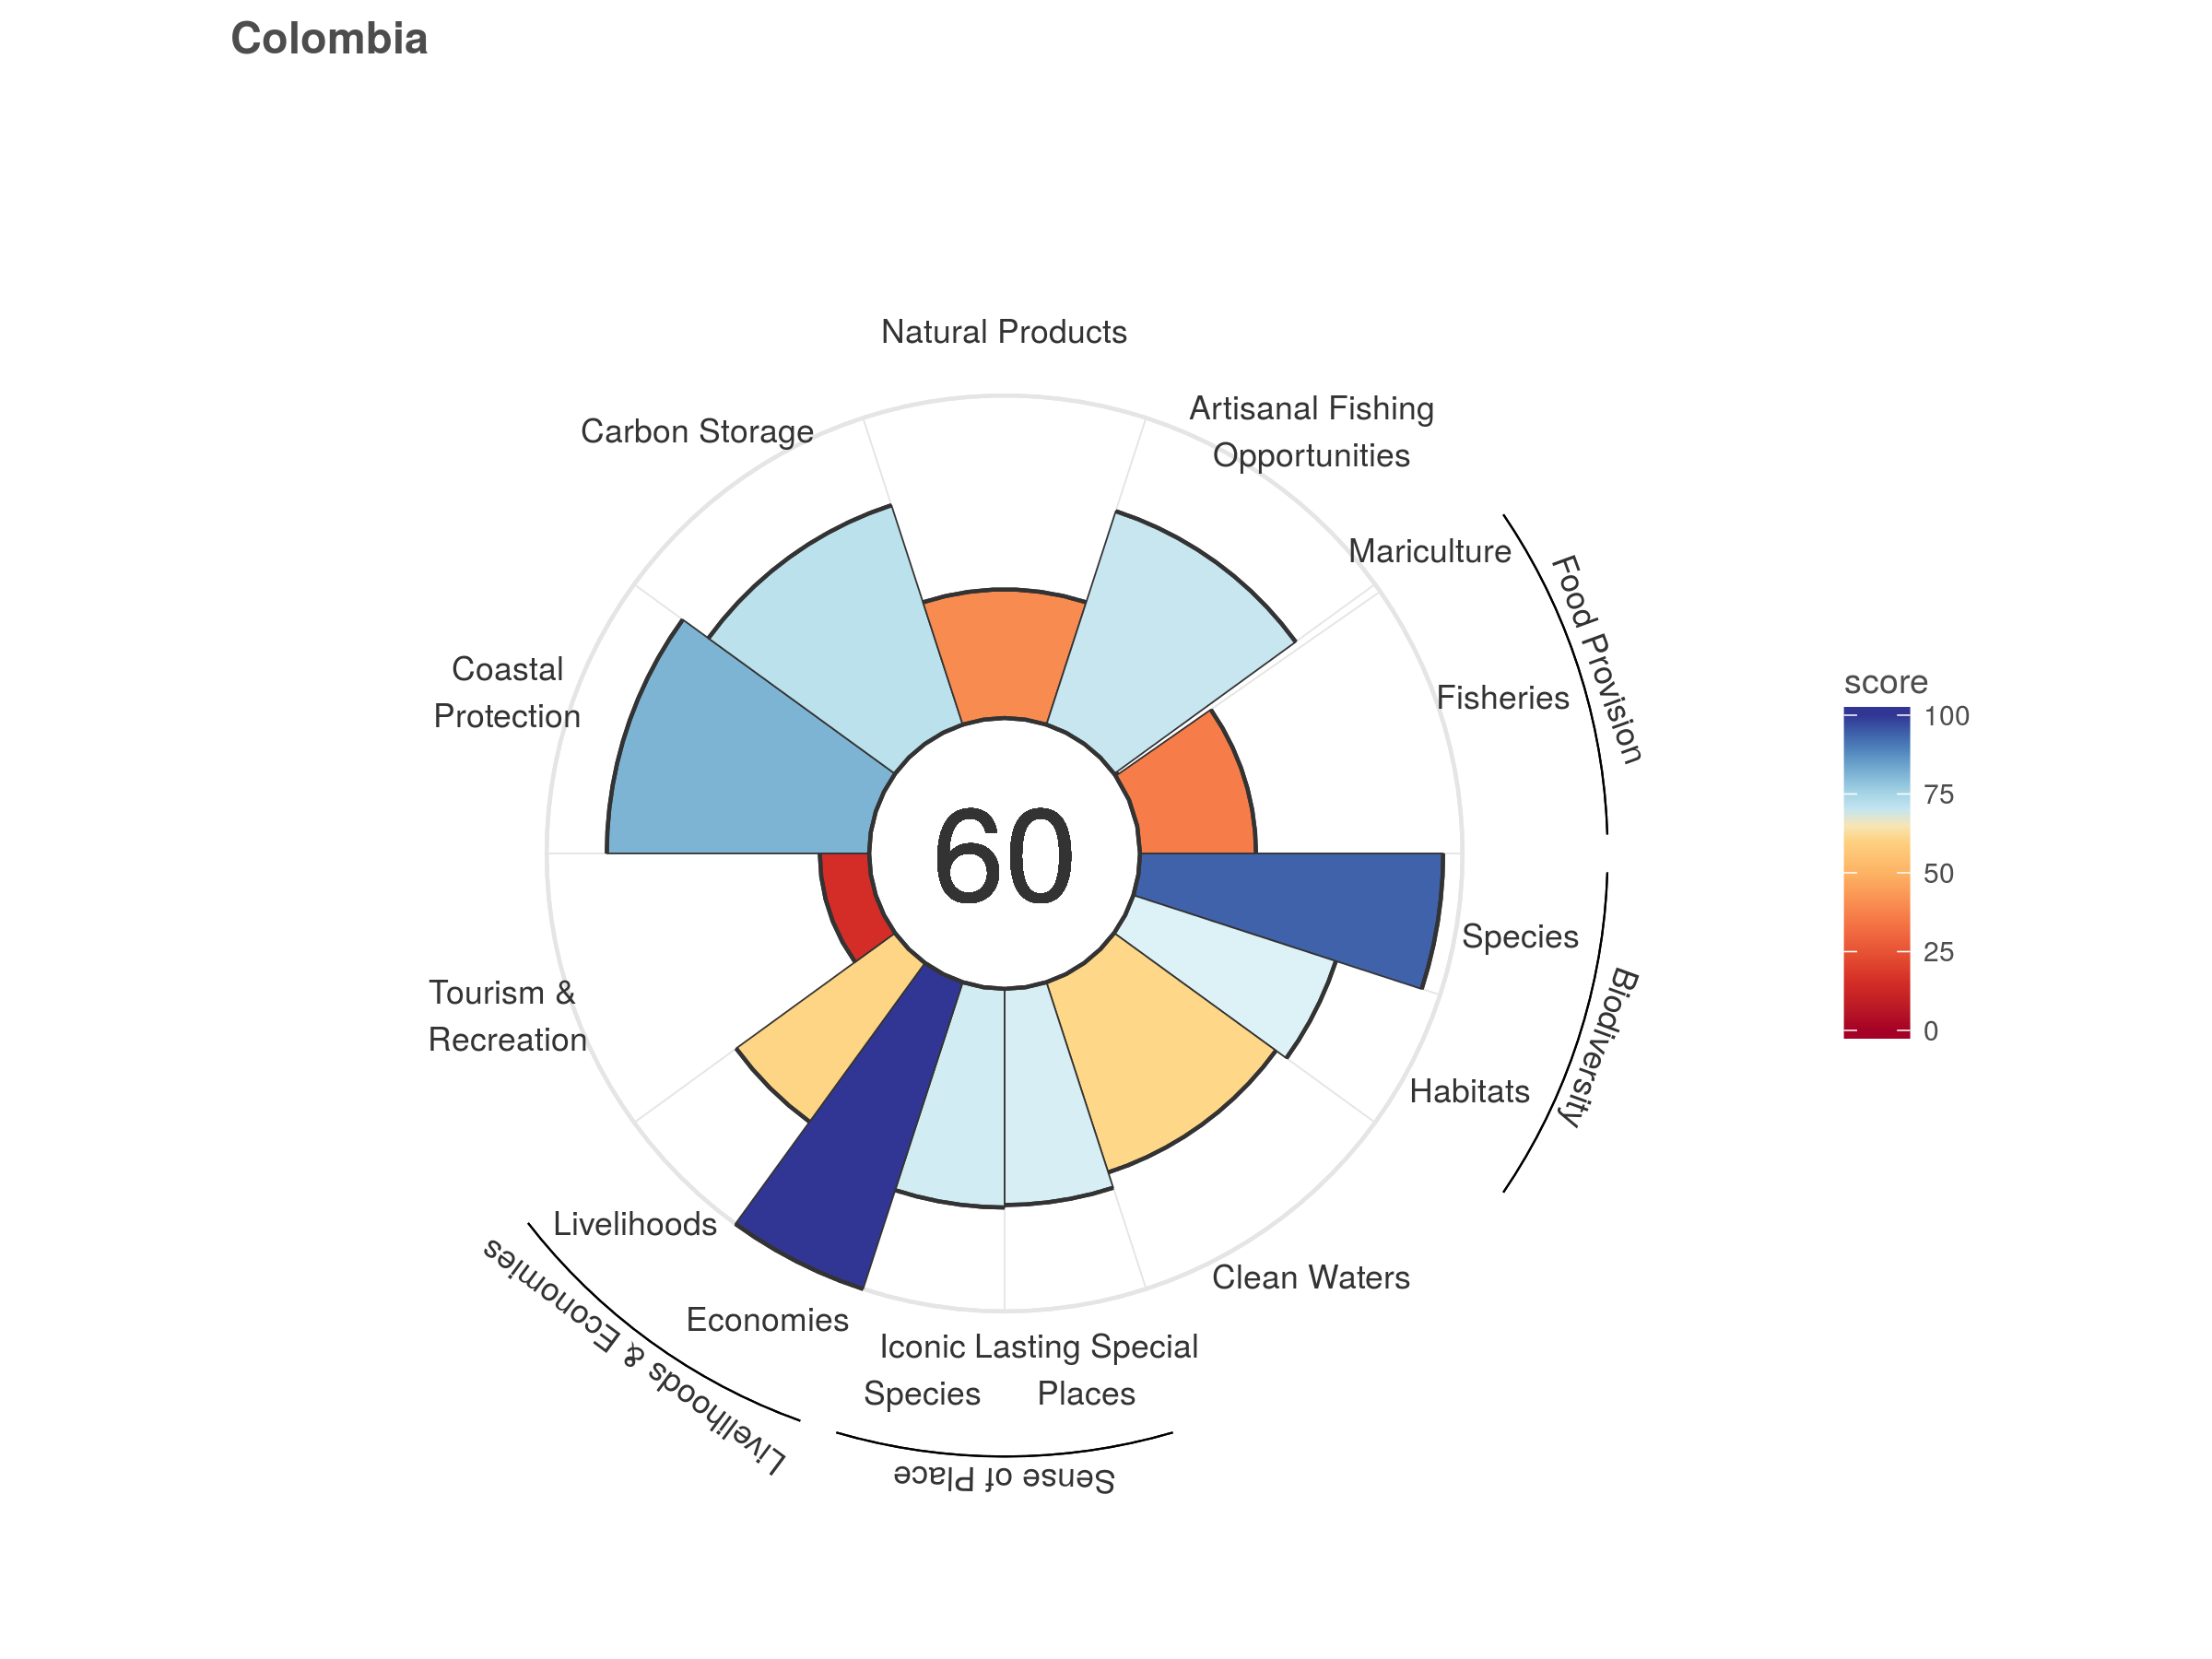 Colombia
Natural Products
Artisanal Fishing
Opportunities
Carbon Storage
Mariculture
Food Provision
Fisheries
Coastal
Protection
score
100
75
50
25
0
60
Species
Biodiversity
Tourism &
Recreation
Habitats
Livelihoods
Clean Waters
Economies
Livelihoods & Economies
Iconic
Species
Lasting Special
Places
Sense of Place